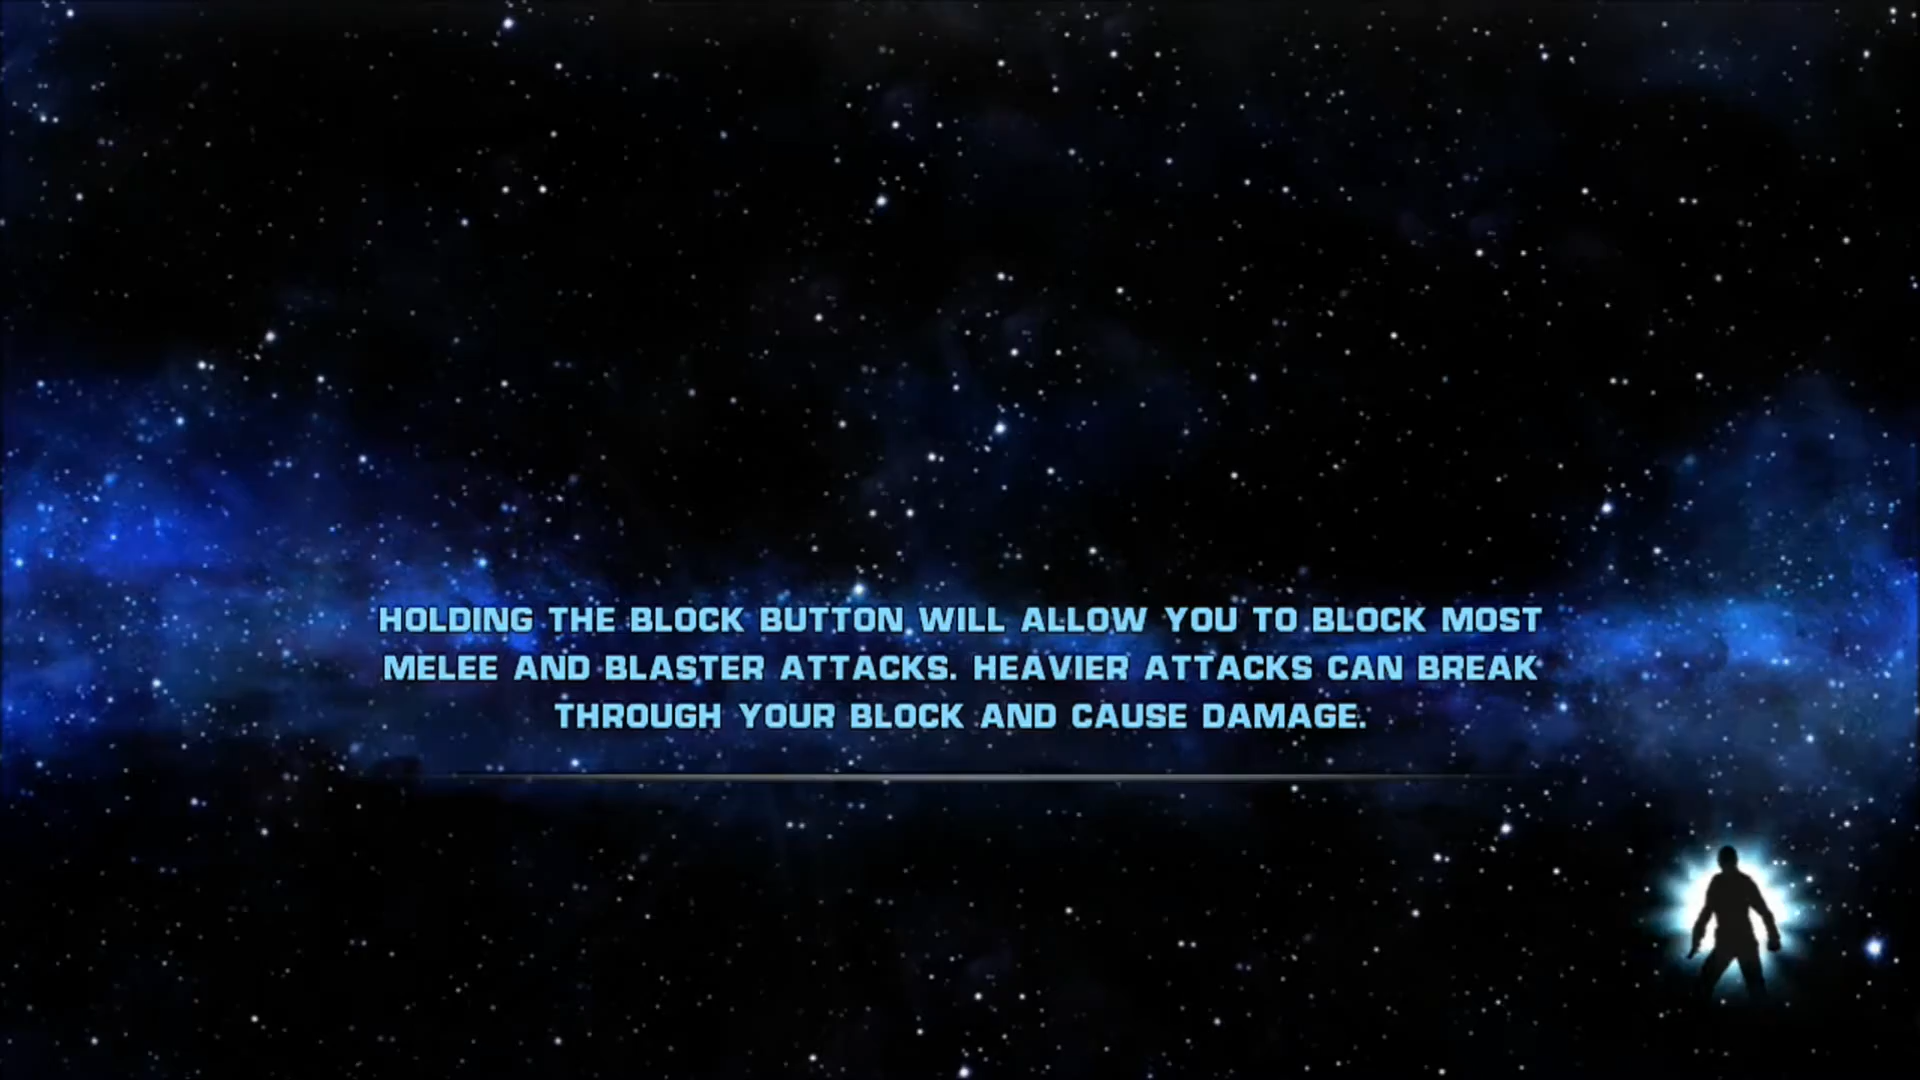 HOLDING THE BLOCK BUTTON WILL ALLOW YOU TO BLOCK MOST
MELEE AND BLASTER ATTACKS. HEAVIER ATTACKS CAN BREAK
THROUGH YOUR BLOCK AND CAUSE DAMAGE.